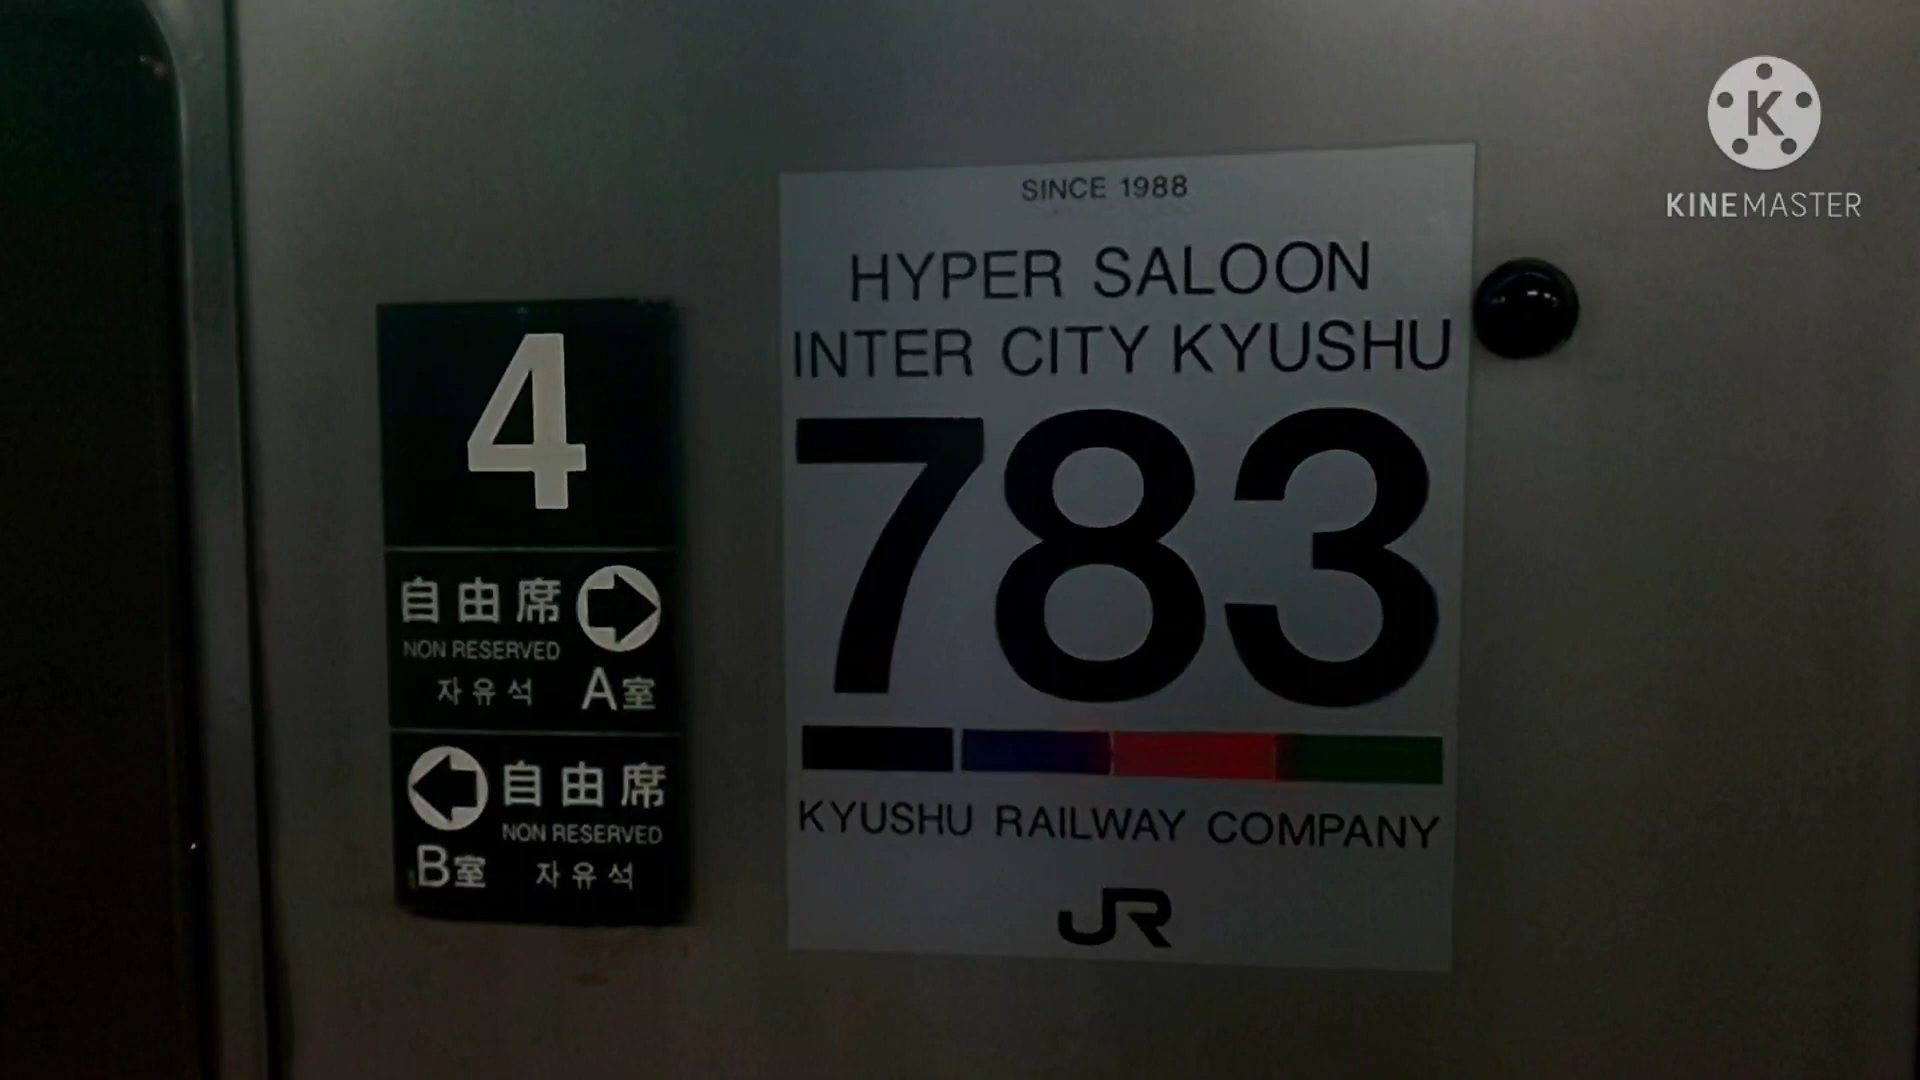 4
自由席
NON RESERVED
자유석 A室
自由席
NON RESERVED
B室 자유석
SINCE 1988
HYPER SALOON
INTER CITY KYUSHU
783
KYUSHU RAILWAY COMPANY
JR
K
KINEMASTER